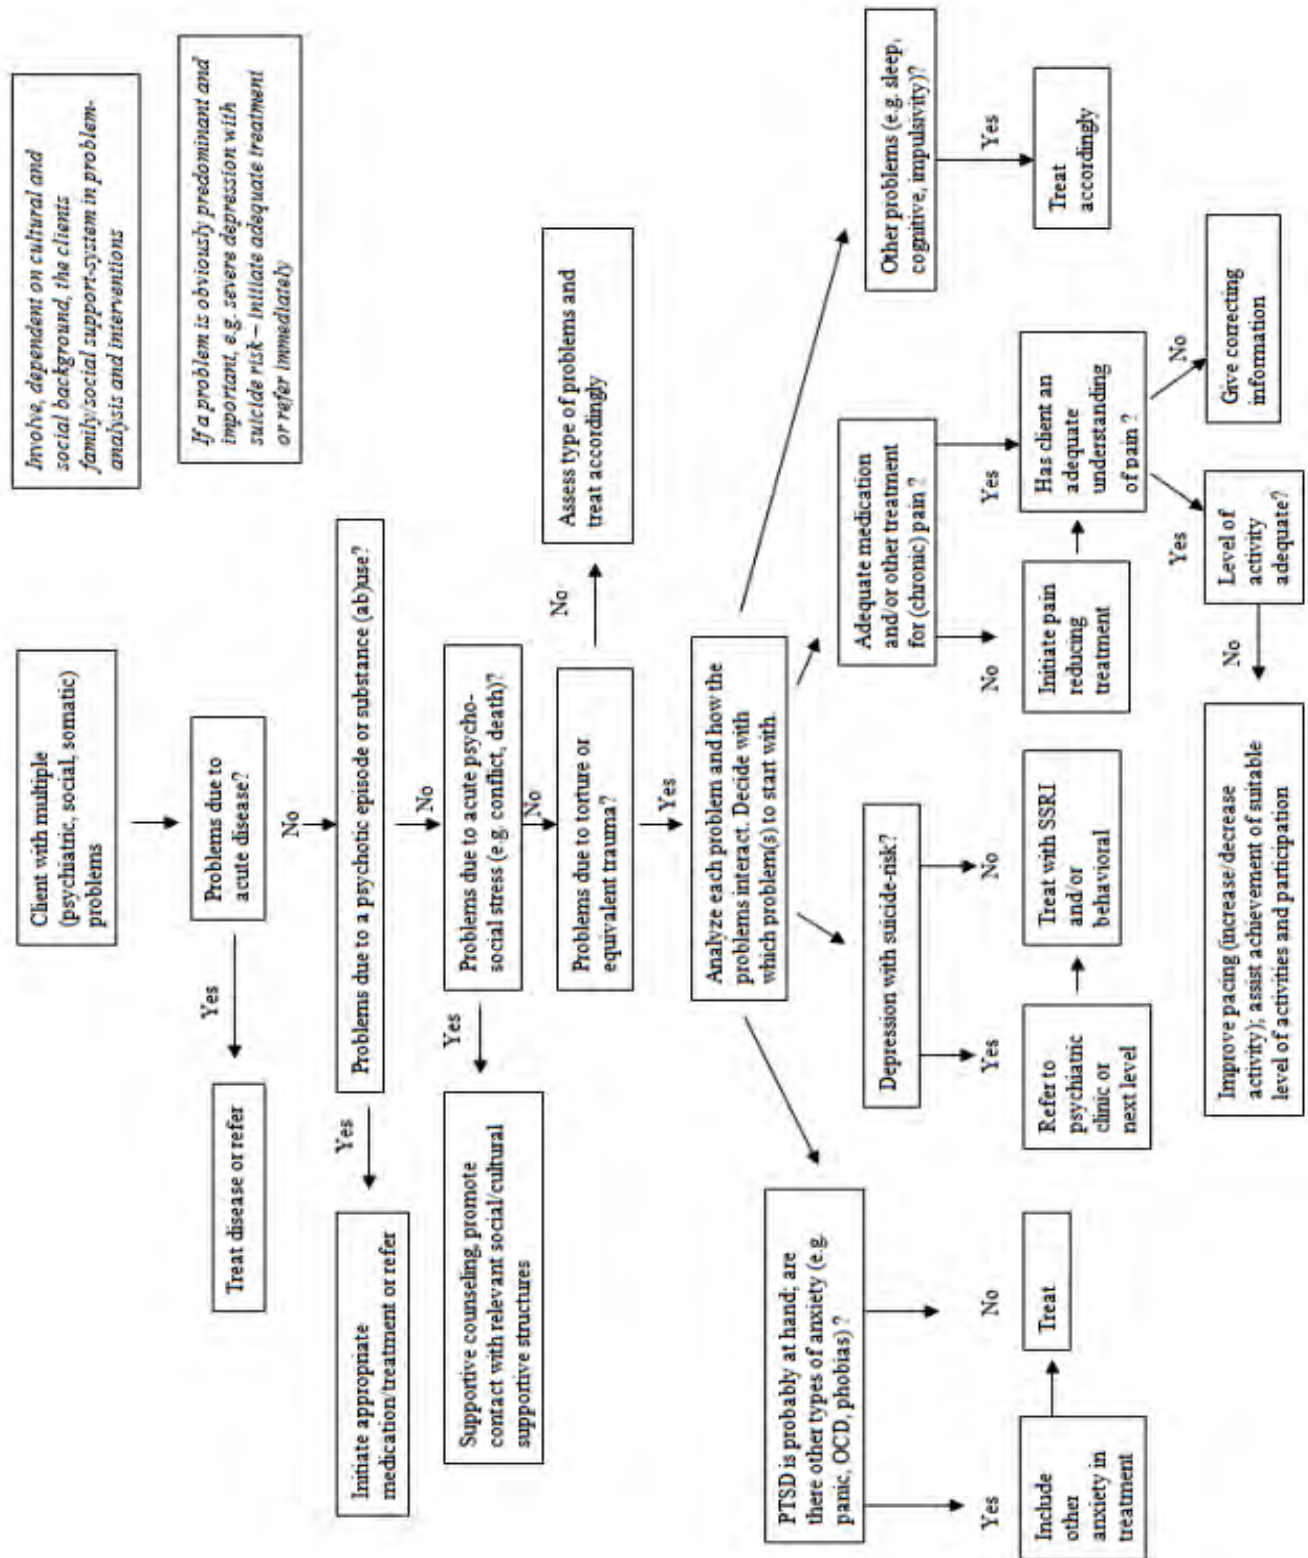 Client with multiple
(psychiatric, social, somatic)
problems
Involve, dependent on cultural and
social background, the clients
family/social support-system in problem-
analysis and interventions
If a problem is obviously predominant and
important, e.g. severe depression with
suicide risk – Initiate adequate treatment
or refer immediately
Problems due to
acute disease?
Yes
Treat disease or refer
No
Problems due to a psychotic episode or substance (ab)use?
Yes
Initiate appropriate
medication/treatment or refer
No
Problems due to acute psycho-
social stress (e.g. conflict, death)?
Yes
Supportive counseling, promote
contact with relevant social/cultural
supportive structures
No
Problems due to torture or
equivalent trauma?
No
Assess type of problems and
treat accordingly
Yes
Analyze each problem and how the
problems interact. Decide with
which problem(s) to start with.
PTSD is probably at hand; are
there other types of anxiety (e.g.
panic, OCD, phobias) ?
Yes
Include
other
anxiety in
treatment
No
Treat
Depression with suicide-risk?
Yes
Refer to
psychiatric
clinic or
next level
No
Treat with SSRI
and/or
behavioral
Adequate medication
and/or other treatment
for (chronic) pain ?
No
Initiate pain
reducing
treatment
Yes
Has client an
adequate
understanding
of pain ?
Yes
Level of
activity
adequate?
No
Give correcting
information
No
Improve pacing (increase/decrease
activity); assist achievement of suitable
level of activities and participation
Other problems (e.g. sleep,
cognitive, impulsivity)?
Yes
Treat
accordingly